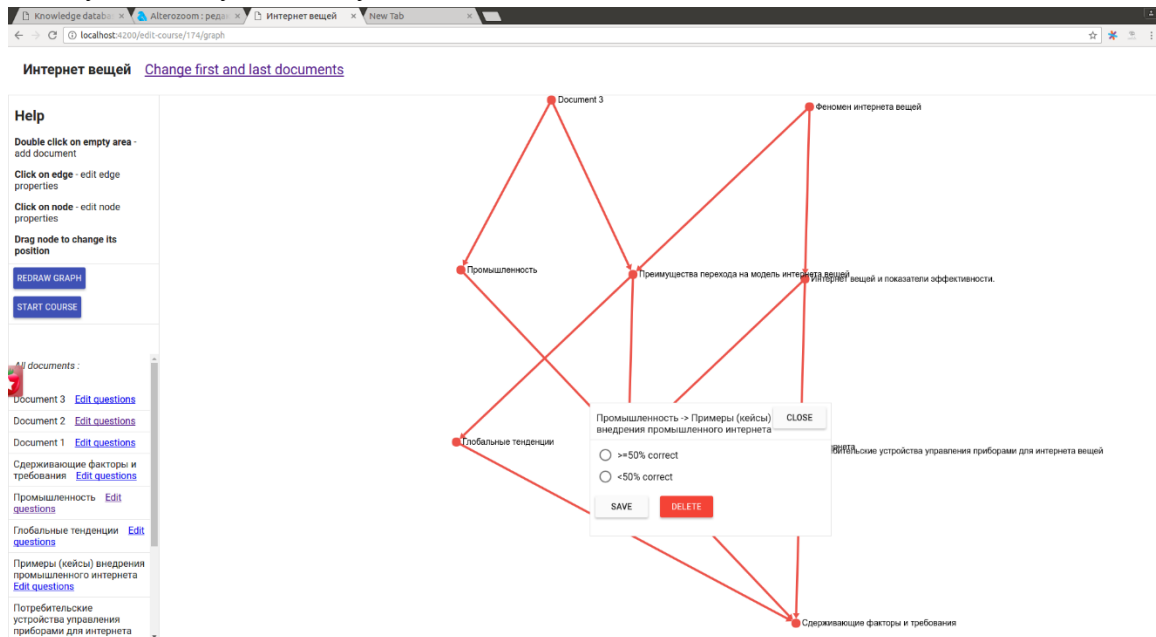 Knowledge databa
Alterozoom : редак
Интернет вещей
New Tab
localhost:4200/edit-course/174/graph
Интернет вещей Change first and last documents
Help
Double click on empty area -
add document
Click on edge - edit edge
properties
Click on node - edit node
properties
Drag node to change its
position
REDRAW GRAPH
START COURSE
All documents :
Document 3 Edit questions
Document 2 Edit questions
Document 1 Edit questions
Сдерживающие факторы и
требования Edit questions
Промышленность Edit
questions
Глобальные тенденции Edit
questions
Примеры (кейсы) внедрения
промышленного интернета
Edit questions
Потребительские
устройства управления
приборами для интернета
Document 3
Феномен интернета вещей
Промышленность
Преимущества перехода на модель интернета вещей
Интернет вещей и показатели эффективности.
Глобальные тенденции
Промышленность -> Примеры (кейсы)
внедрения промышленного интернета
CLOSE
>=50% correct
<50% correct
SAVE
DELETE
устройства управления приборами для интернета вещей
Сдерживающие факторы и требования